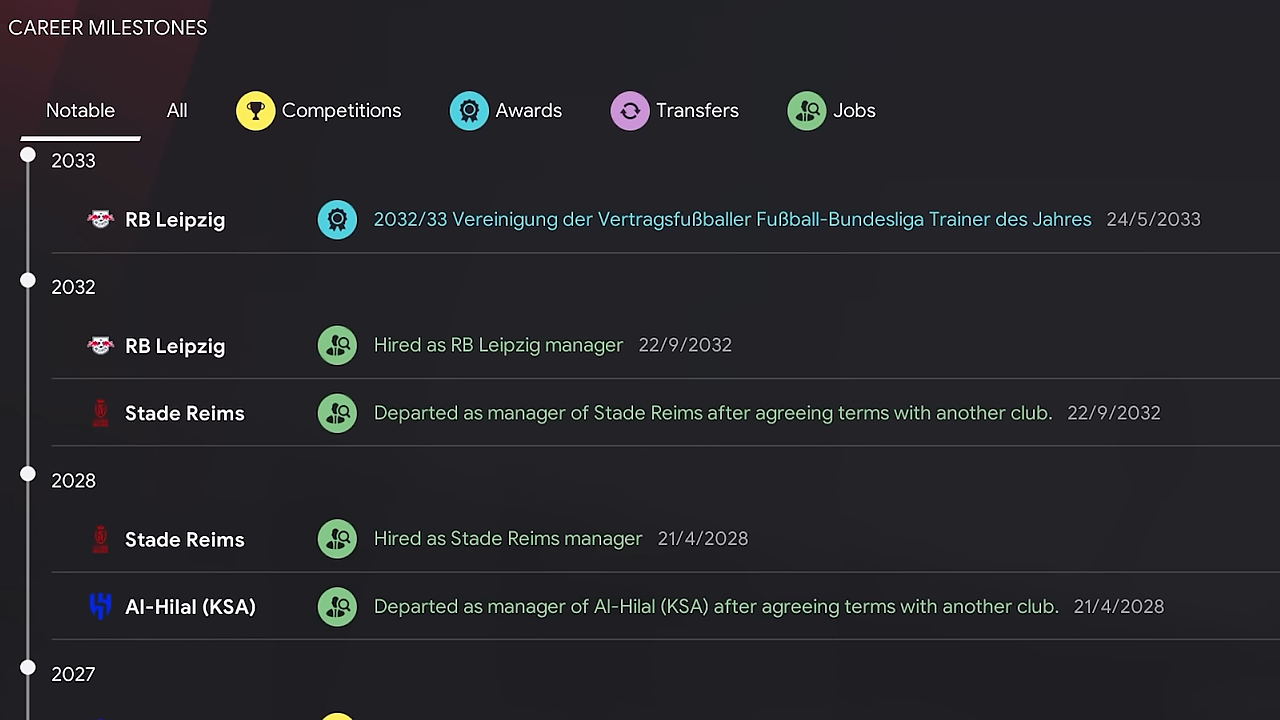 CAREER MILESTONES
Notable All Competitions Awards Transfers Jobs
2033
RB Leipzig 2032/33 Vereinigung der Vertragsfußballer Fußball-Bundesliga Trainer des Jahres 24/5/2033
2032
RB Leipzig Hired as RB Leipzig manager 22/9/2032
Stade Reims Departed as manager of Stade Reims after agreeing terms with another club. 22/9/2032
2028
Stade Reims Hired as Stade Reims manager 21/4/2028
Al-Hilal (KSA) Departed as manager of Al-Hilal (KSA) after agreeing terms with another club. 21/4/2028
2027